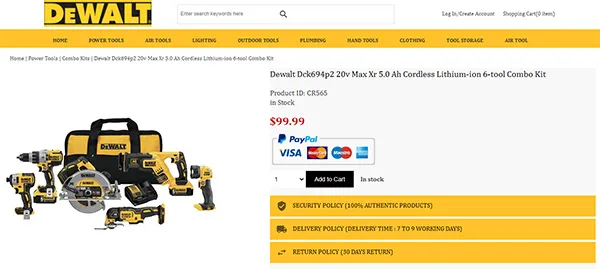 DEWALT
Enter search keywords here
Log In/Create Account Shopping Cart(0 item)
HOME POWER TOOLS AIR TOOLS LIGHTING OUTDOOR TOOLS PLUMBING HAND TOOLS CLOTHING TOOL STORAGE AIR TOOL
Home | Power Tools | Combo Kits | Dewalt Dck694p2 20v Max Xr 5.0 Ah Cordless Lithium-ion 6-tool Combo Kit
Dewalt Dck694p2 20v Max Xr 5.0 Ah Cordless Lithium-ion 6-tool Combo Kit
Product ID: CR565
in Stock
$99.99
PayPal
VISA
1 Add to Cart In stock
SECURITY POLICY (100% AUTHENTIC PRODUCTS)
DELIVERY POLICY (DELIVERY TIME : 7 TO 9 WORKING DAYS)
RETURN POLICY (30 DAYS RETURN)
DEWALT